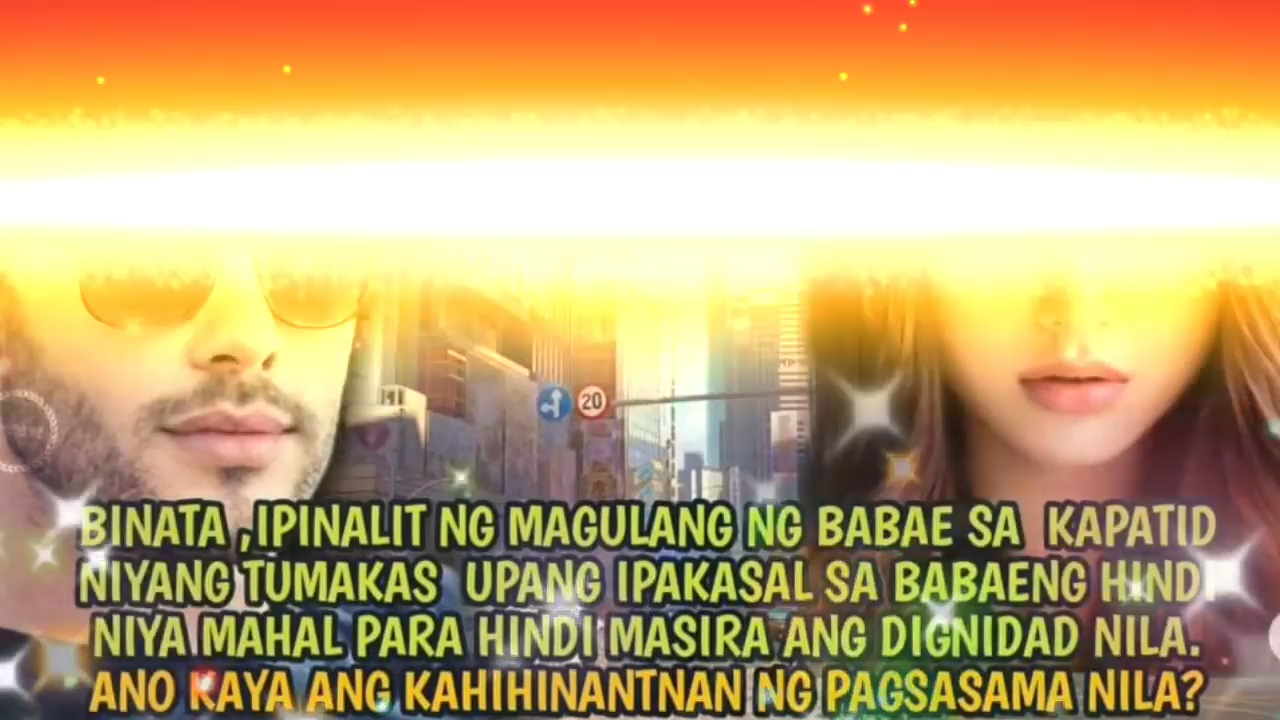 20
BINATA ,IPINALIT NG MAGULANG NG BABAE SA KAPATID
NIYANG TUMAKAS UPANG IPAKASAL SA BABAENG HINDI
NIYA MAHAL PARA HINDI MASIRA ANG DIGNIDAD NILA.
ANO KAYA ANG KAHIHINANTNAN NG PAGSASAMA NILA?